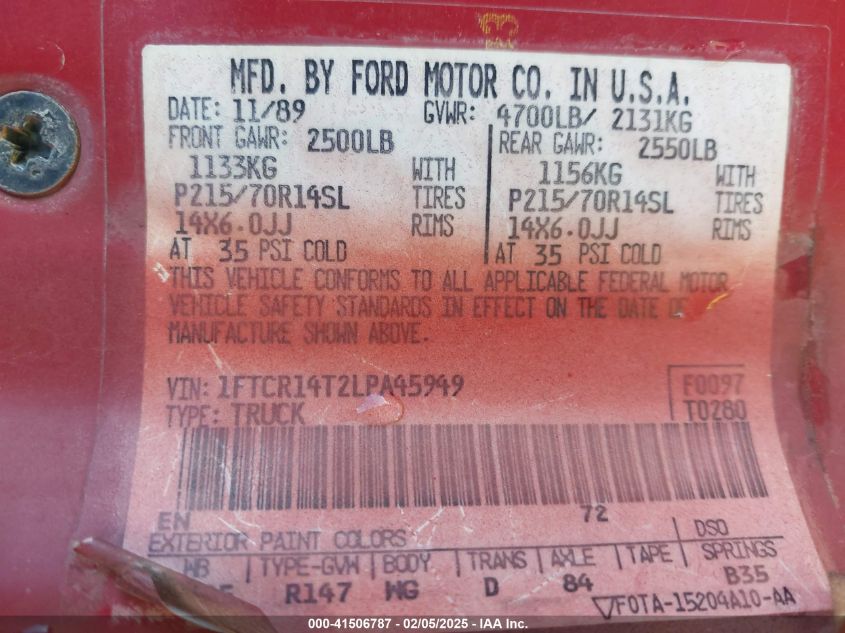 MFD. BY FORD MOTOR CO. IN U.S.A.
DATE: 11/89 GVWR: 4700LB/ 2131KG
FRONT GAWR: 2500LB REAR GAWR: 2550LB
1133KG WITH 1156KG WITH
P215/70R14SL TIRES P215/70R14SL TIRES
14X6.0JJ RIMS 14X6.0JJ RIMS
AT 35 PSI COLD AT 35 PSI COLD
THIS VEHICLE CONFORMS TO ALL APPLICABLE FEDERAL MOTOR
VEHICLE SAFETY STANDARDS IN EFFECT ON THE DATE OF
MANUFACTURE SHOWN ABOVE.
VIN: 1FTCR14T2LPA45949 F0097
TYPE: TRUCK T0280
EN 72
EXTERIOR PAINT COLORS DSO
WB TYPE-GVW BODY TRANS AXLE TAPE SPRINGS
R147 WG D 84 B35
F0TA-15204A10-AA
000-41506787 - 02/05/2025 - IAAI.com